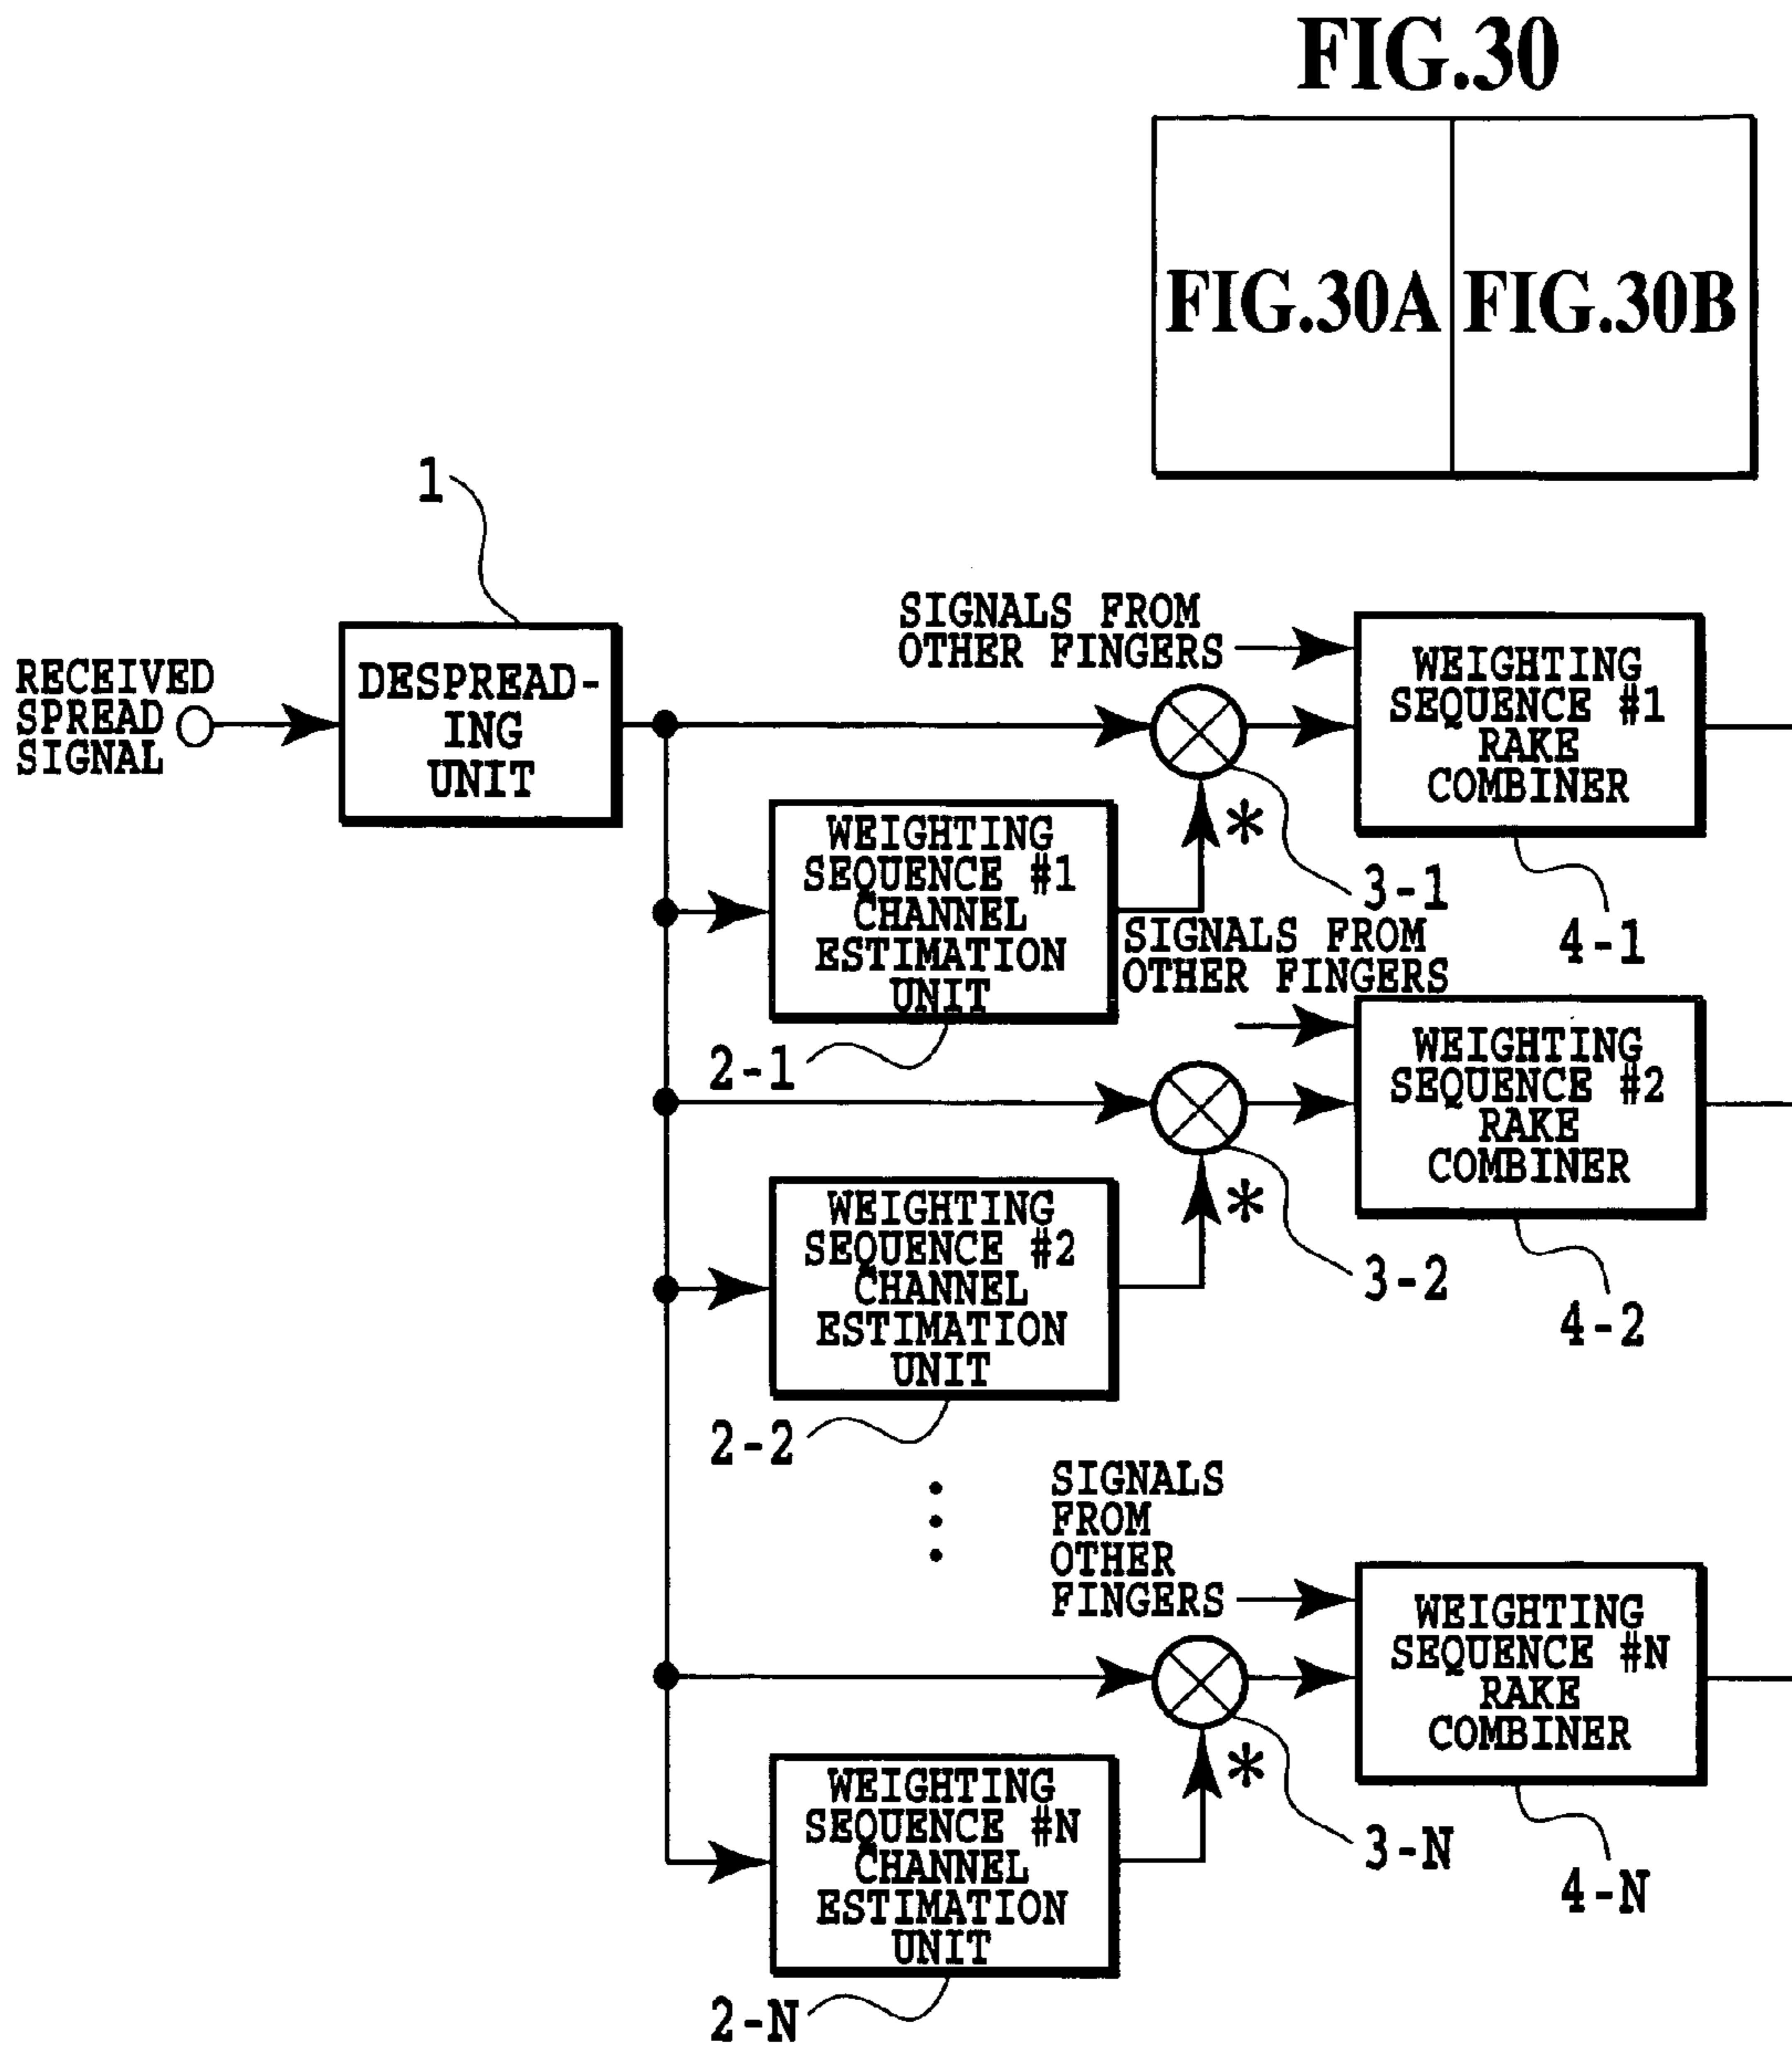 FIG.30
FIG.30A
FIG.30B
1
RECEIVED
SPREAD
SIGNAL
DESPREAD-
ING
UNIT
SIGNALS FROM
OTHER FINGERS
WEIGHTING
SEQUENCE #1
RAKE
COMBINER
*
WEIGHTING
SEQUENCE #1
CHANNEL
ESTIMATION
UNIT
3-1
4-1
2-1
SIGNALS FROM
OTHER FINGERS
WEIGHTING
SEQUENCE #2
RAKE
COMBINER
*
WEIGHTING
SEQUENCE #2
CHANNEL
ESTIMATION
UNIT
3-2
4-2
2-2
SIGNALS
FROM
OTHER
FINGERS
WEIGHTING
SEQUENCE #N
RAKE
COMBINER
*
WEIGHTING
SEQUENCE #N
CHANNEL
ESTIMATION
UNIT
3-N
4-N
2-N